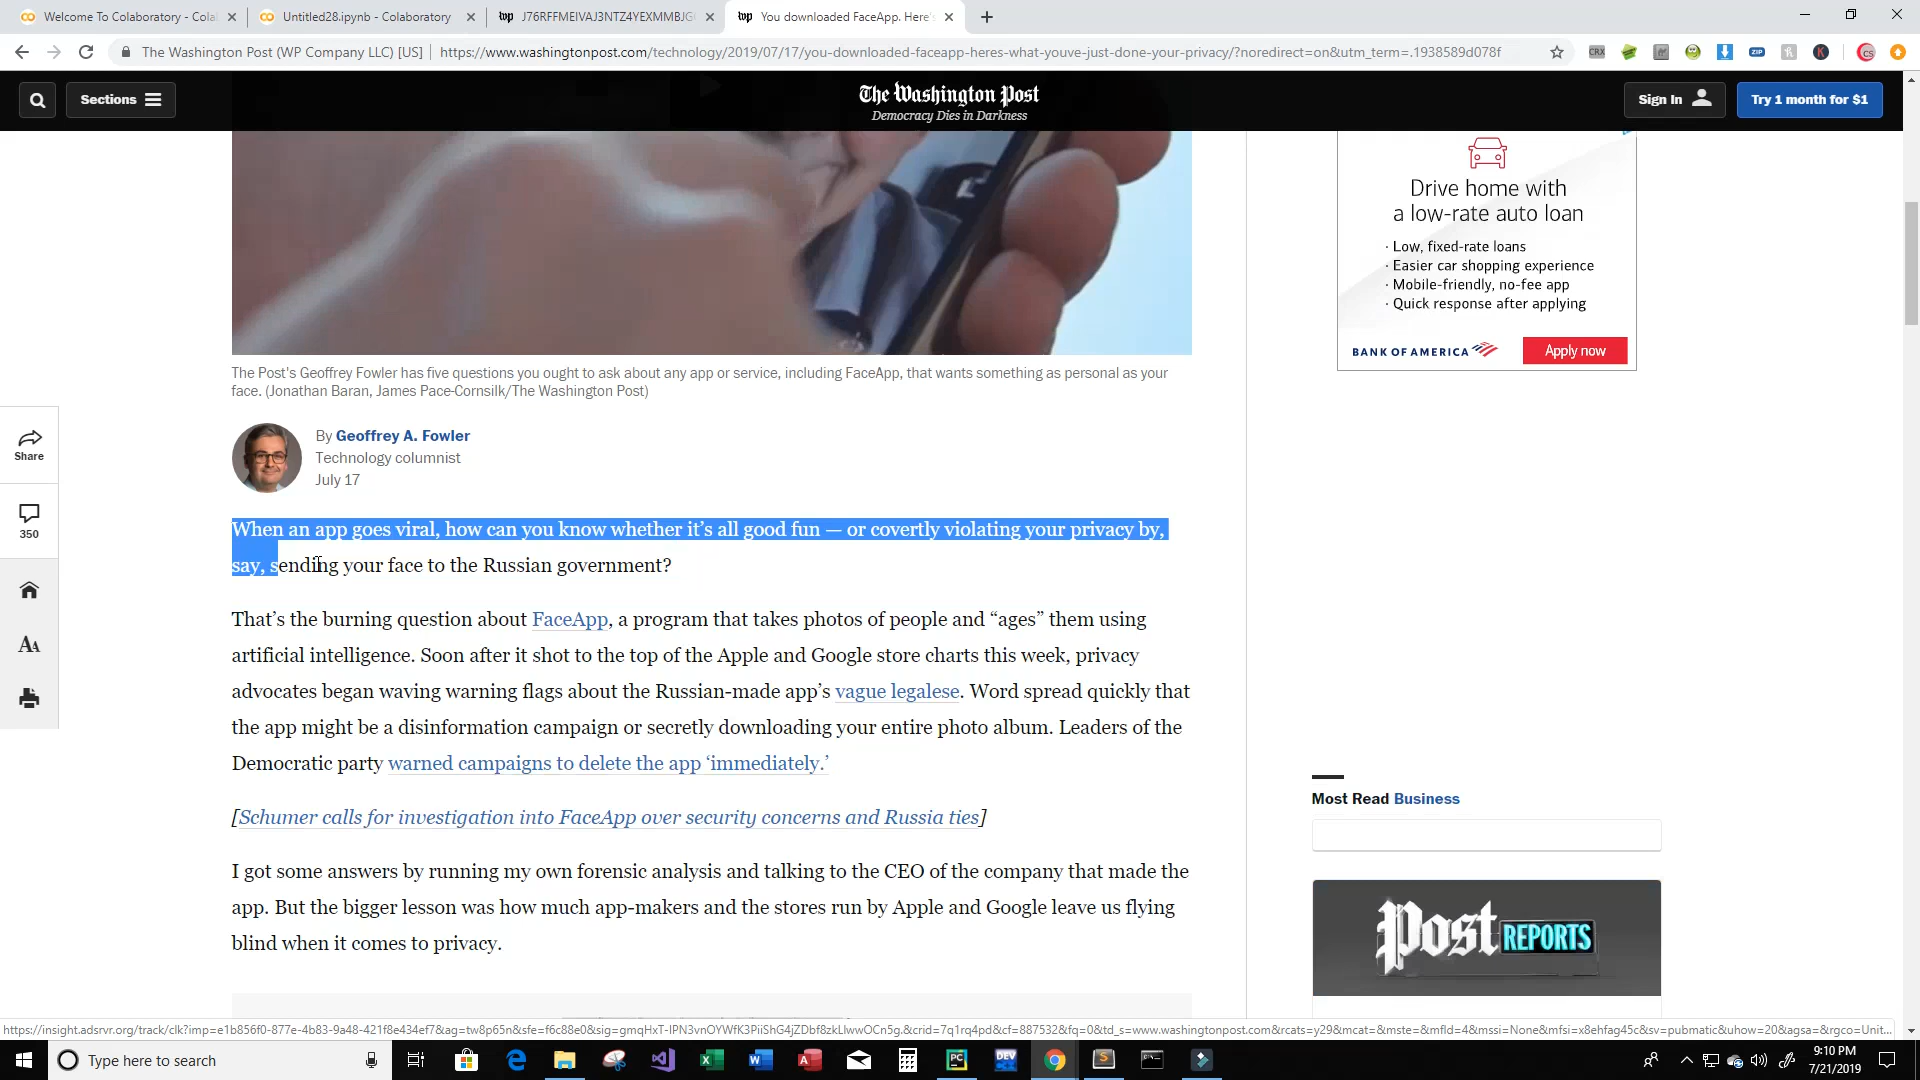 Welcome To Colaboratory - Cola
Untitled28.ipynb - Colaboratory
J76RFFMEIVAJ3NTZ4YEXMMBJG
You downloaded FaceApp. Here's
The Washington Post (WP Company LLC) [US]
https://www.washingtonpost.com/technology/2019/07/17/you-downloaded-faceapp-heres-what-youve-just-done-your-privacy/?noredirect=on&utm_term=.1938589d078f
CRX
ZIP
Sections
The Washington Post
Democracy Dies in Darkness
Sign In
Try 1 month for $1
Drive home with
a low-rate auto loan
· Low, fixed-rate loans
· Easier car shopping experience
· Mobile-friendly, no-fee app
· Quick response after applying
BANK OF AMERICA
Apply now
The Post's Geoffrey Fowler has five questions you ought to ask about any app or service, including FaceApp, that wants something as personal as your
face. (Jonathan Baran, James Pace-Cornsilk/The Washington Post)
By Geoffrey A. Fowler
Technology columnist
July 17
Share
350
AA
When an app goes viral, how can you know whether it’s all good fun — or covertly violating your privacy by,
say, sending your face to the Russian government?
That’s the burning question about FaceApp, a program that takes photos of people and “ages” them using
artificial intelligence. Soon after it shot to the top of the Apple and Google store charts this week, privacy
advocates began waving warning flags about the Russian-made app’s vague legalese. Word spread quickly that
the app might be a disinformation campaign or secretly downloading your entire photo album. Leaders of the
Democratic party warned campaigns to delete the app ‘immediately.’
[Schumer calls for investigation into FaceApp over security concerns and Russia ties]
I got some answers by running my own forensic analysis and talking to the CEO of the company that made the
app. But the bigger lesson was how much app-makers and the stores run by Apple and Google leave us flying
blind when it comes to privacy.
Most Read Business
Post REPORTS
Type here to search
PC
DEV
9:10 PM
7/21/2019